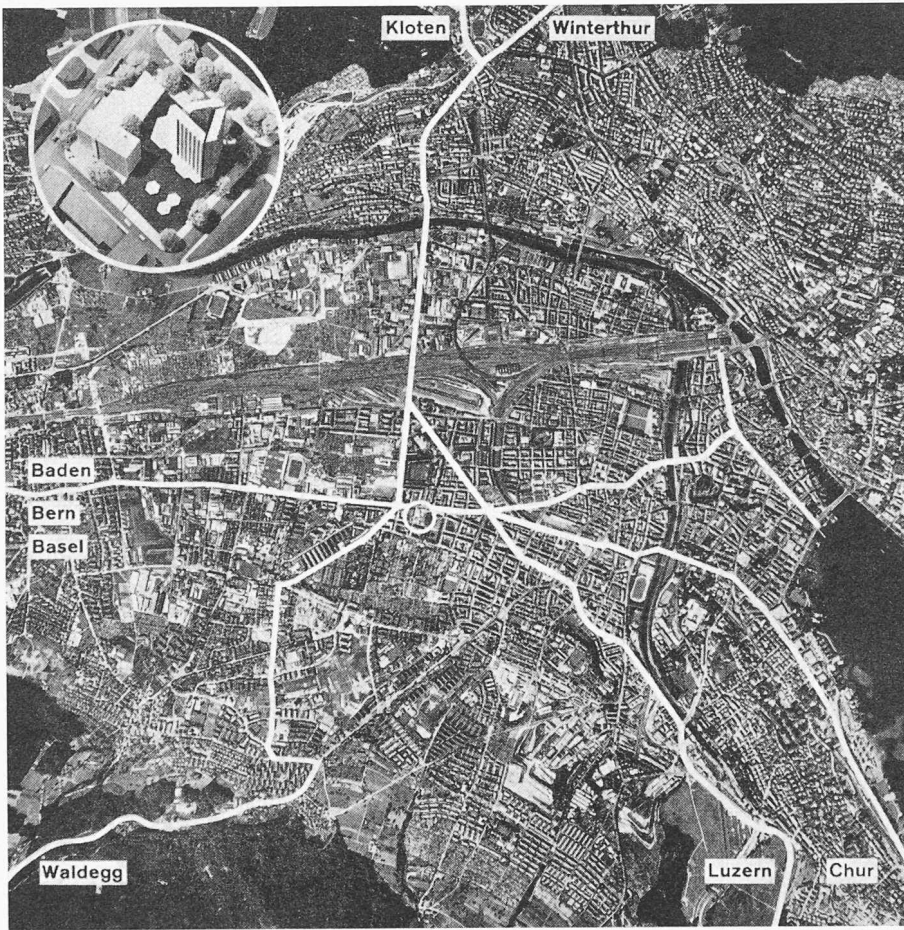 Kloten
Winterthur
Baden
Bern
Basel
Waldegg
Luzern
Chur